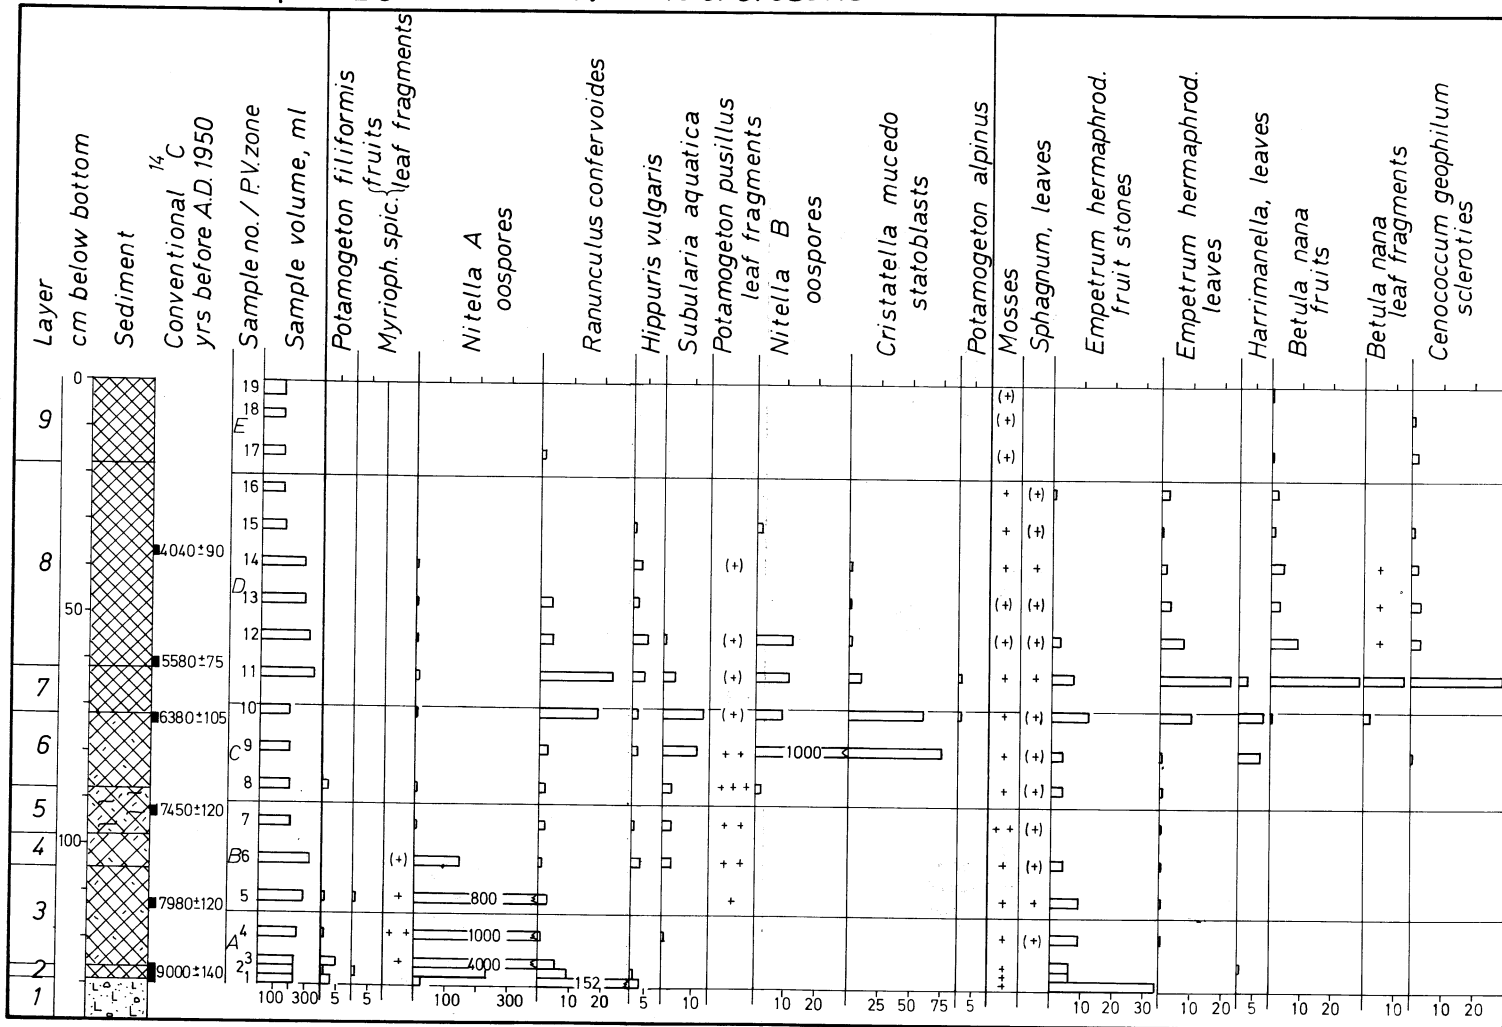 Layer
cm below bottom
Sediment
Conventional 14C
yrs before A.D. 1950
Sample no. / P.V. zone
Sample volume, ml
Potamogeton filiformis
Myrioph. spic. { fruits
leaf fragments
Nitella A
oospores
Ranunculus confervoides
Hippuris vulgaris
Subularia aquatica
Potamogeton pusillus
leaf fragments
Nitella B
oospores
Cristatella mucedo
statoblasts
Potamogeton alpinus
Mosses
Sphagnum, leaves
Empetrum hermaphrod.
fruit stones
Empetrum hermaphrod.
leaves
Harrimanella, leaves
Betula nana
fruits
Betula nana
leaf fragments
Cenococcum geophilum
scleroties
0
19 (+)
9 18 (+)
E
17 (+)
16 + (+)
15 + (+)
4040±90
8 14 (+) + + +
D
50 13 (+) (+) +
12 (+) (+) (+) +
5580±75
7 11 (+) + +
6380±105 10 (+) + (+)
6 C 9 + + 1000 + (+)
8 + + + + (+)
5 7450±120
7 + + + + (+)
4 100
B 6 (+) + + + (+)
3 7980±120 5 + 800 + + +
4 + + 1000 + (+)
A
2 9000±140 3 + 4000 +
2 +
1 1 152 +
100 300 5 5 100 300 10 20 5 10 10 20 25 50 75 5 10 20 30 10 20 5 10 20 10 10 20